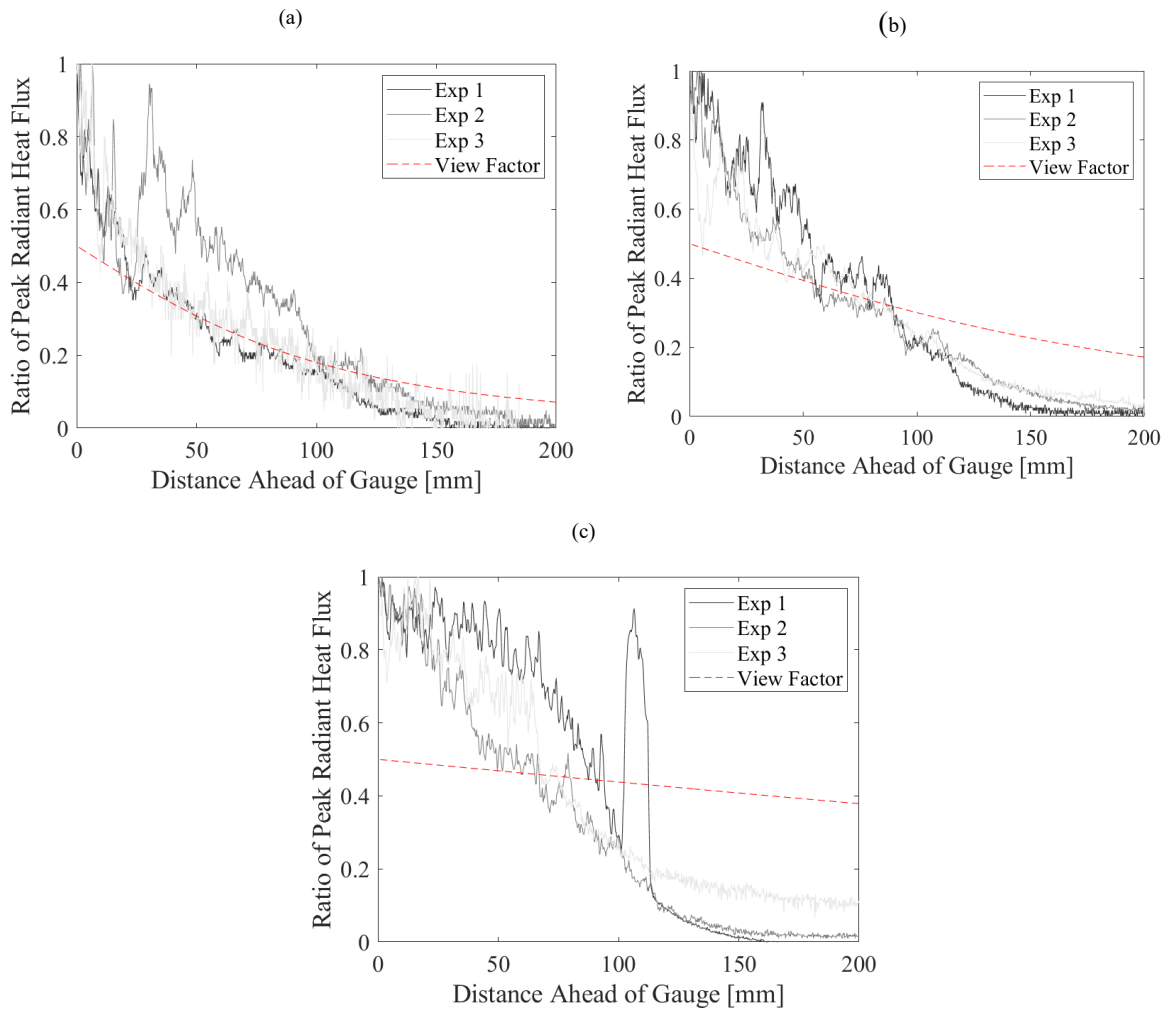 (a)
Ratio of Peak Radiant Heat Flux
1
0.8
0.6
0.4
0.2
0
Exp 1
Exp 2
Exp 3
View Factor
0
50
100
150
200
Distance Ahead of Gauge [mm]
(b)
Ratio of Peak Radiant Heat Flux
1
0.8
0.6
0.4
0.2
0
Exp 1
Exp 2
Exp 3
View Factor
0
50
100
150
200
Distance Ahead of Gauge [mm]
(c)
Ratio of Peak Radiant Heat Flux
1
0.8
0.6
0.4
0.2
0
Exp 1
Exp 2
Exp 3
View Factor
0
50
100
150
200
Distance Ahead of Gauge [mm]